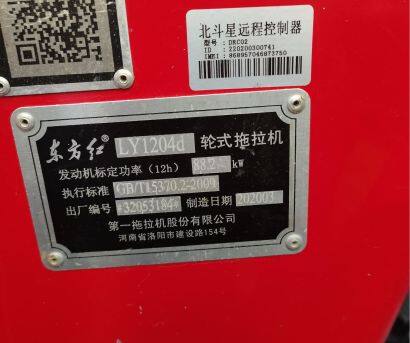 北斗星远程控制器
型号 : DRC02
ID : 220200300741
IMEI : 868957046873750
东方红® LY1204d 轮式拖拉机
发动机标定功率(12h) 88.2 kW
执行标准 GB/T15370.2-2009
出厂编号 *32053184* 制造日期 202003
第一拖拉机股份有限公司
河南省洛阳市建设路154号